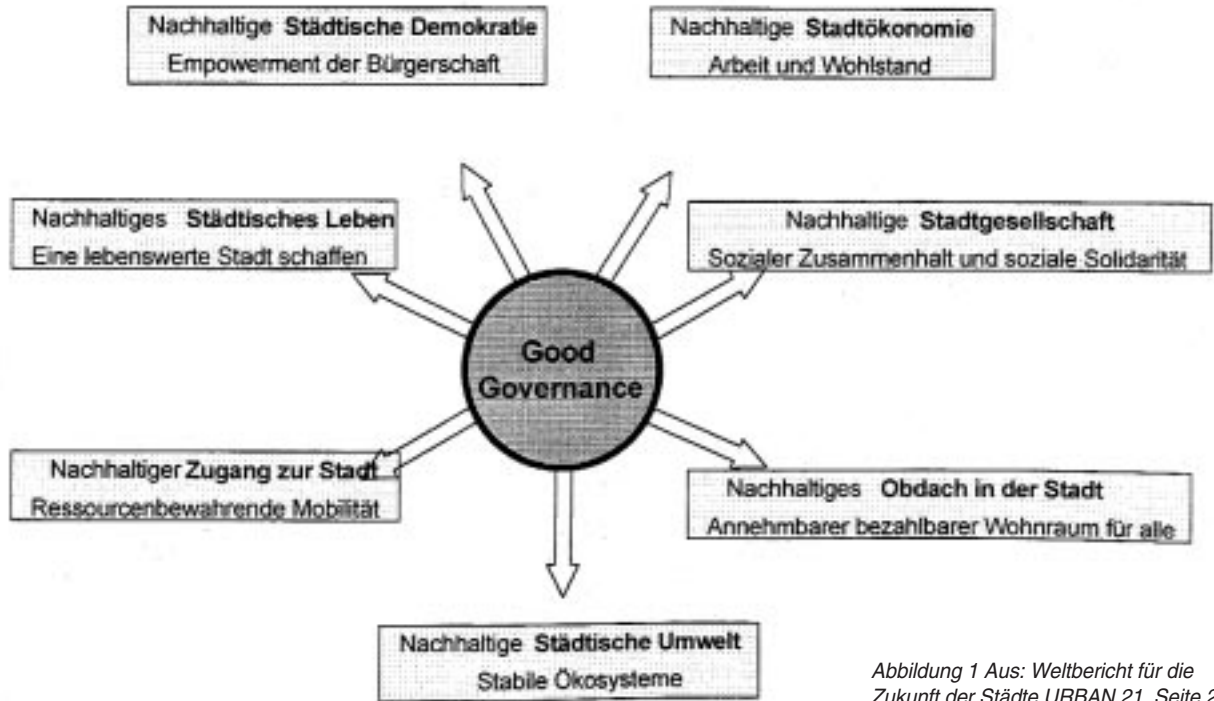 Nachhaltige Städtische Demokratie
Empowerment der Bürgerschaft
Nachhaltige Stadtökonomie
Arbeit und Wohlstand
Nachhaltiges Städtisches Leben
Eine lebenswerte Stadt schaffen
Nachhaltige Stadtgesellschaft
Sozialer Zusammenhalt und soziale Solidarität
Good
Governance
Nachhaltiger Zugang zur Stadt
Ressourcenbewahrende Mobilität
Nachhaltiges Obdach in der Stadt
Annehmbarer bezahlbarer Wohnraum für alle
Nachhaltige Städtische Umwelt
Stabile Ökosysteme
Abbildung 1 Aus: Weltbericht für die
Zukunft der Städte URBAN 21, Seite